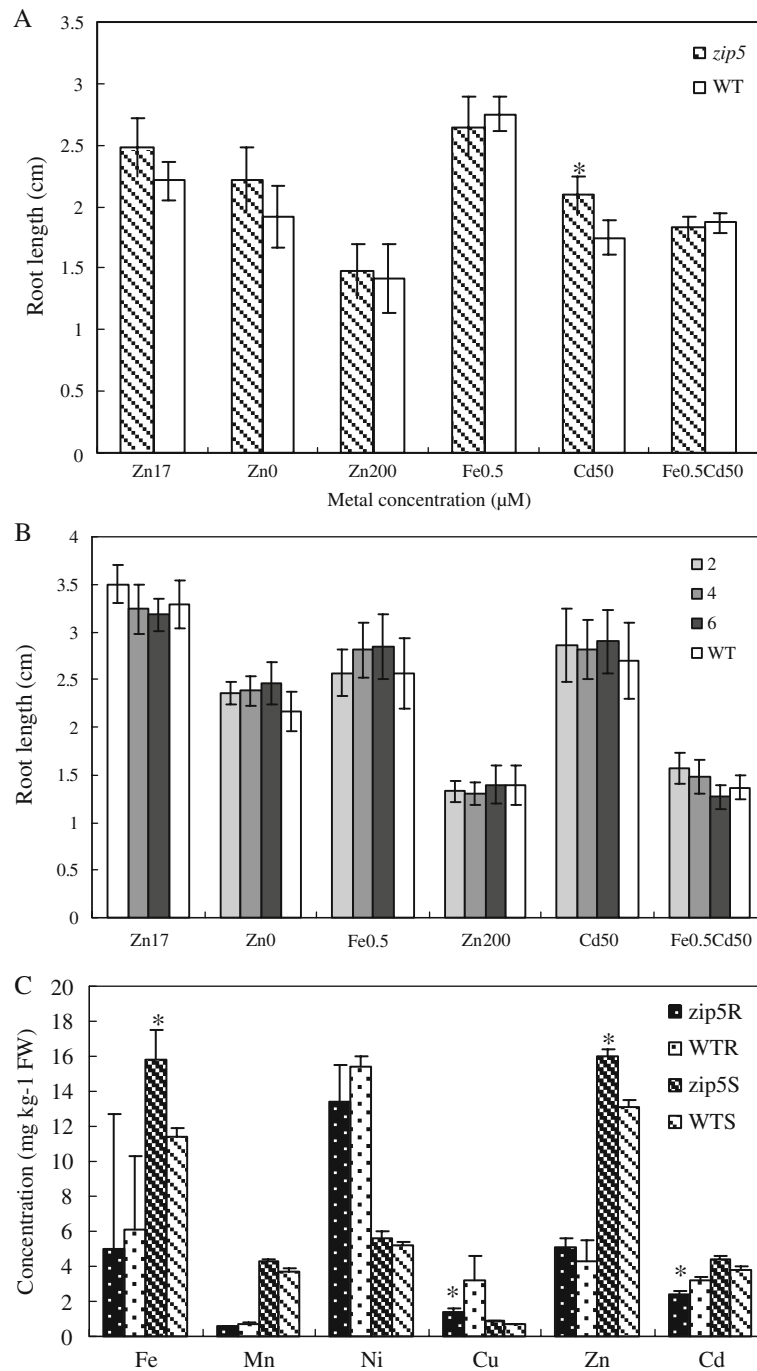 A
3.5
3
2.5
2
1.5
1
0.5
0
Root length (cm)
zip5
WT
*
Zn17 Zn0 Zn200 Fe0.5 Cd50 Fe0.5Cd50
Metal concentration (µM)
B
4
3.5
3
2.5
2
1.5
1
0.5
0
Root length (cm)
2
4
6
WT
Zn17 Zn0 Fe0.5 Zn200 Cd50 Fe0.5Cd50
C
20
18
16
14
12
10
8
6
4
2
0
Concentration (mg kg-1 FW)
zip5R
WTR
zip5S
WTS
*
*
*
*
Fe Mn Ni Cu Zn Cd